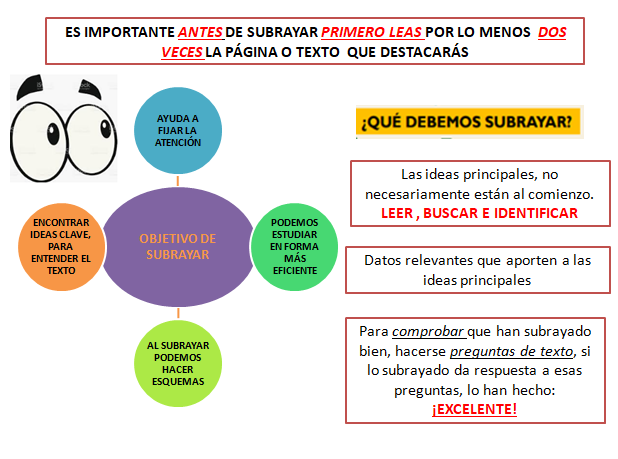 ES IMPORTANTE ANTES DE SUBRAYAR PRIMERO LEAS POR LO MENOS DOS
VECES LA PÁGINA O TEXTO QUE DESTACARÁS
AYUDA A
FIJAR LA
ATENCIÓN
ENCONTRAR
IDEAS CLAVE,
PARA
ENTENDER EL
TEXTO
OBJETIVO DE
SUBRAYAR
PODEMOS
ESTUDIAR
EN FORMA
MÁS
EFICIENTE
AL SUBRAYAR
PODEMOS
HACER
ESQUEMAS
¿QUÉ DEBEMOS SUBRAYAR?
Las ideas principales, no
necesariamente están al comienzo.
LEER , BUSCAR E IDENTIFICAR
Datos relevantes que aporten a las
ideas principales
Para comprobar que han subrayado
bien, hacerse preguntas de texto, si
lo subrayado da respuesta a esas
preguntas, lo han hecho:
¡EXCELENTE!